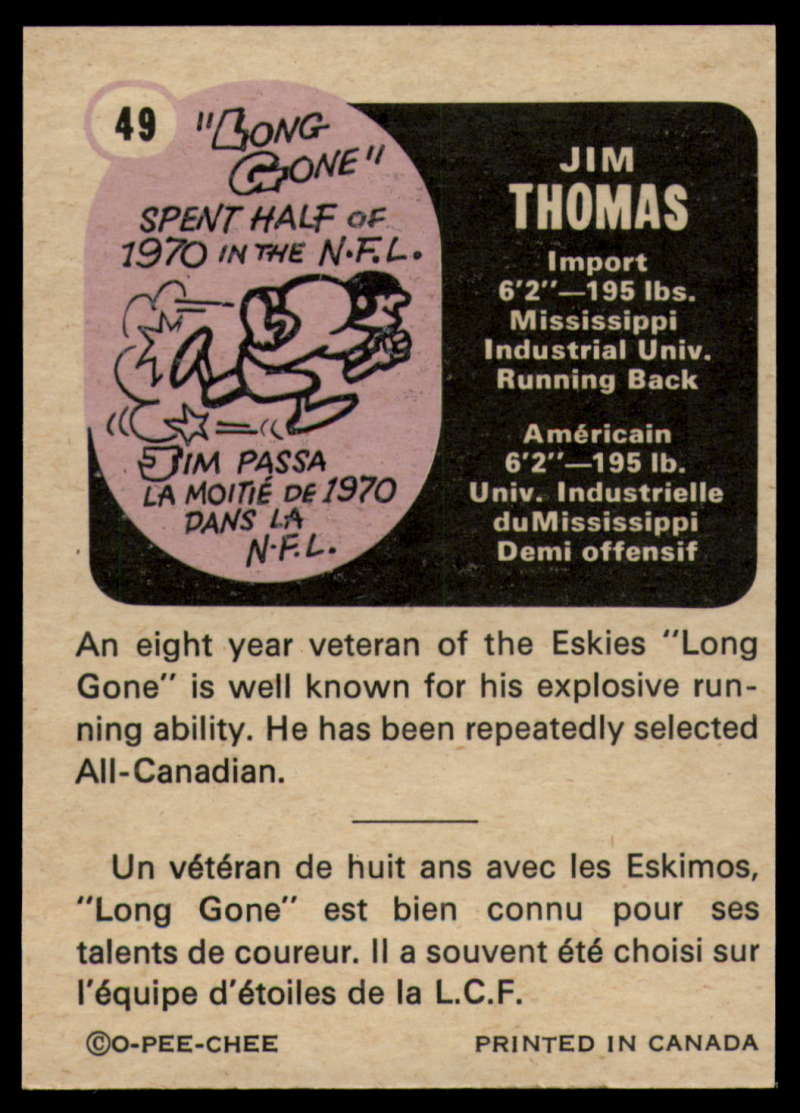 49
"LONG
GONE"
SPENT HALF OF
1970 IN THE N.F.L.
JIM PASSA
LA MOITIÉ DE 1970
DANS LA
N.F.L.
JIM
THOMAS
Import
6'2"—195 lbs.
Mississippi
Industrial Univ.
Running Back
Américain
6'2"—195 lb.
Univ. Industrielle
duMississippi
Demi offensif
An eight year veteran of the Eskies "Long
Gone" is well known for his explosive run-
ning ability. He has been repeatedly selected
All-Canadian.
Un vétéran de huit ans avec les Eskimos,
"Long Gone" est bien connu pour ses
talents de coureur. Il a souvent été choisi sur
l'équipe d'étoiles de la L.C.F.
©O-PEE-CHEE
PRINTED IN CANADA